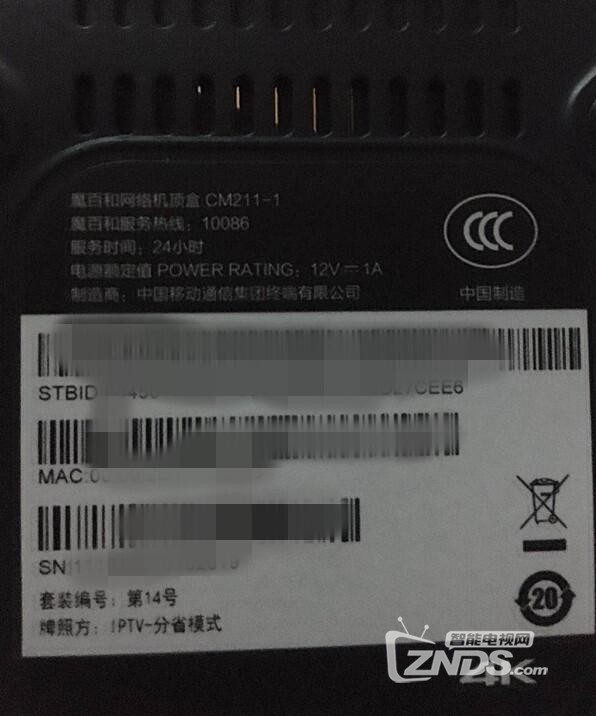 魔百和网络机顶盒 CM211-1
魔百和服务热线：10086
服务时间：24小时
电源额定值 POWER RATING：12V⎓1A
制造商：中国移动通信集团终端有限公司
中国制造
STBID
MAC:
SN
套装编号：第14号
牌照方：IPTV-分省模式
20
智能电视网
ZNDS.com
4K